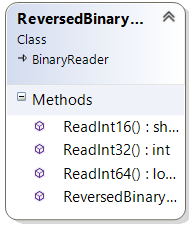 ReversedBinary...
Class
BinaryReader
Methods
ReadInt16() : sh...
ReadInt32() : int
ReadInt64() : lo...
ReversedBinary...